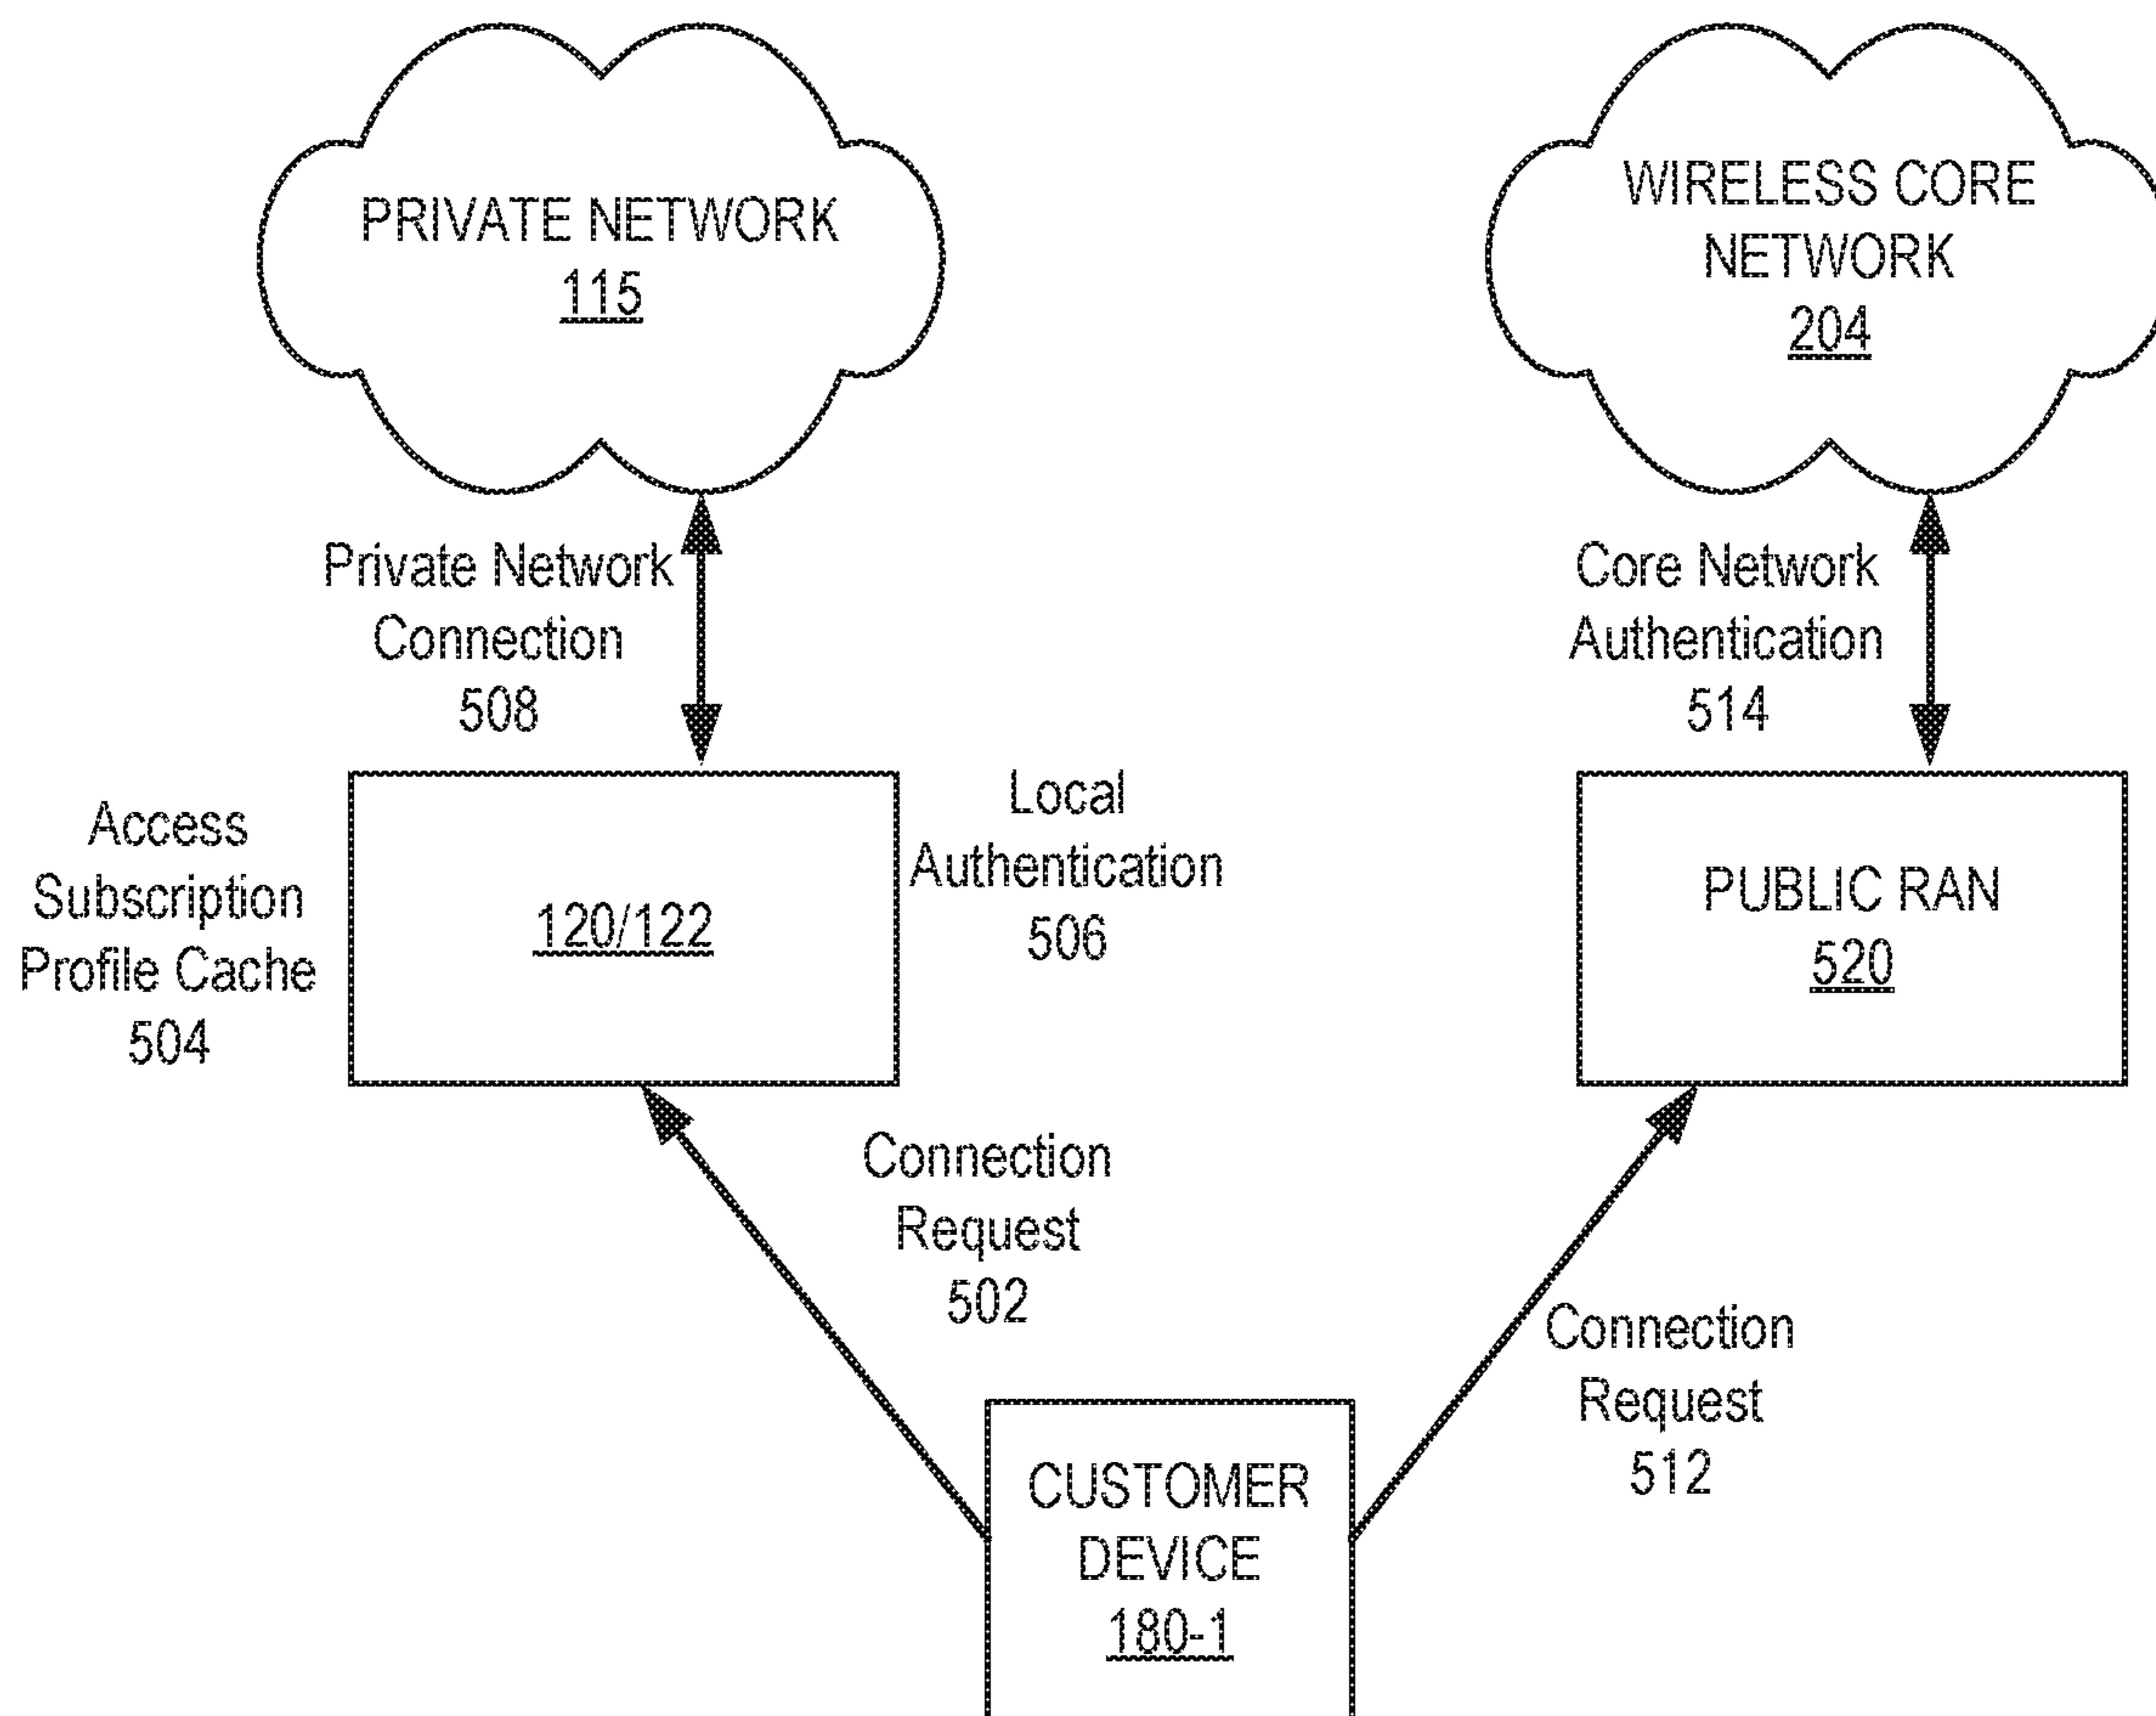 PRIVATE NETWORK
115
WIRELESS CORE
NETWORK
204
Private Network
Connection
508
Core Network
Authentication
514
Access
Subscription
Profile Cache
504
120/122
Local
Authentication
506
PUBLIC RAN
520
Connection
Request
502
Connection
Request
512
CUSTOMER
DEVICE
180-1